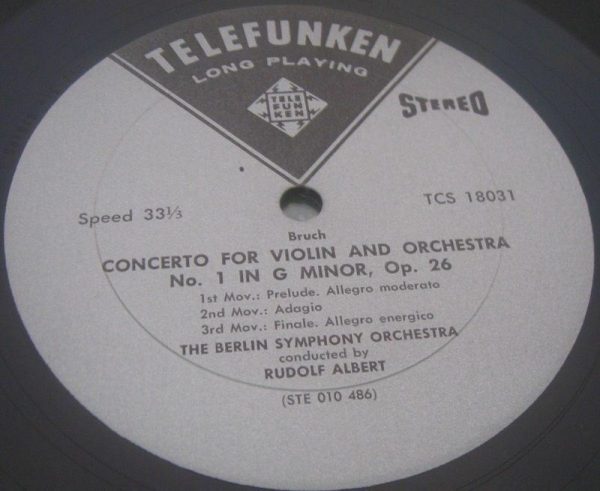 TELEFUNKEN
LONG PLAYING
TELE
FUN
KEN
STEREO
Speed 33⅓
TCS 18031
Bruch
CONCERTO FOR VIOLIN AND ORCHESTRA
No. 1 IN G MINOR, Op. 26
1st Mov.: Prelude. Allegro moderato
2nd Mov.: Adagio
3rd Mov.: Finale. Allegro energico
THE BERLIN SYMPHONY ORCHESTRA
conducted by
RUDOLF ALBERT
(STE 010 486)